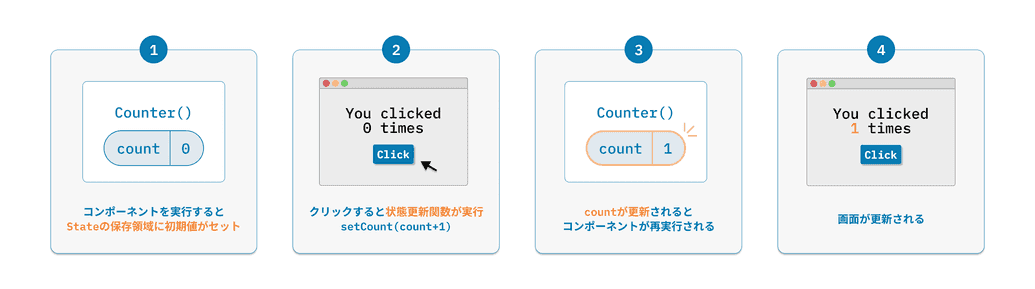 1
Counter()
count 0
コンポーネントを実行すると
Stateの保存領域に初期値がセット
2
You clicked
0 times
Click
クリックすると状態更新関数が実行
setCount(count+1)
3
Counter()
count 1
countが更新されると
コンポーネントが再実行される
4
You clicked
1 times
Click
画面が更新される